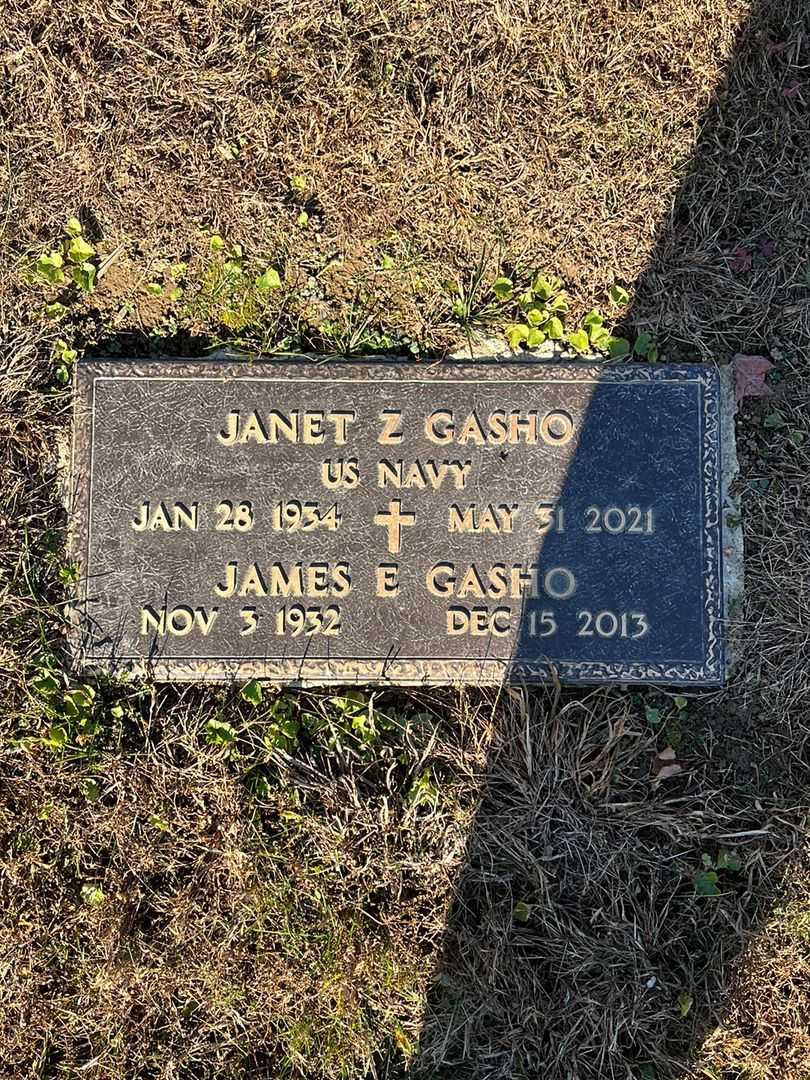 JANET Z GASHO
US NAVY
JAN 28 1934 MAY 31 2021
JAMES E GASHO
NOV 3 1932 DEC 15 2013